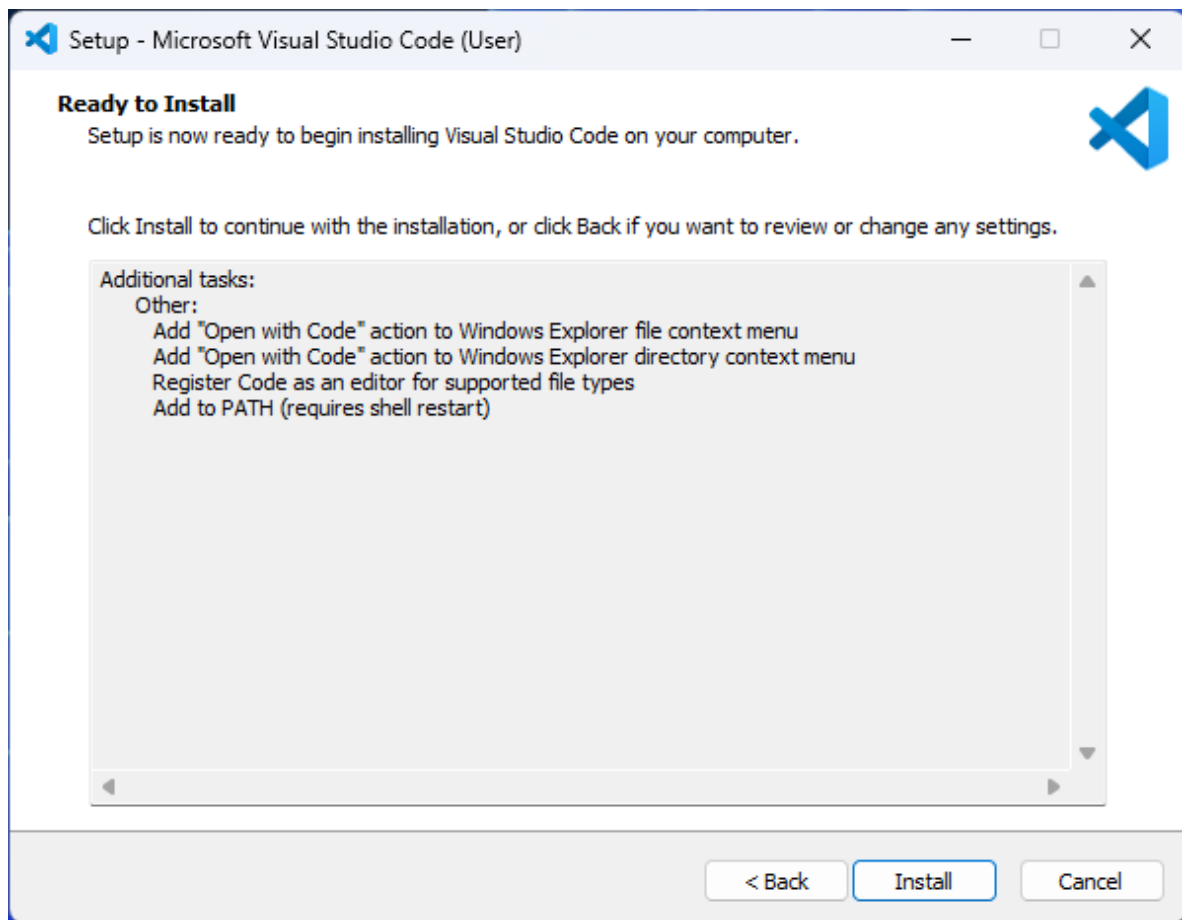 Setup - Microsoft Visual Studio Code (User)
Ready to Install
Setup is now ready to begin installing Visual Studio Code on your computer.
Click Install to continue with the installation, or click Back if you want to review or change any settings.
Additional tasks:
Other:
Add "Open with Code" action to Windows Explorer file context menu
Add "Open with Code" action to Windows Explorer directory context menu
Register Code as an editor for supported file types
Add to PATH (requires shell restart)
< Back Install Cancel